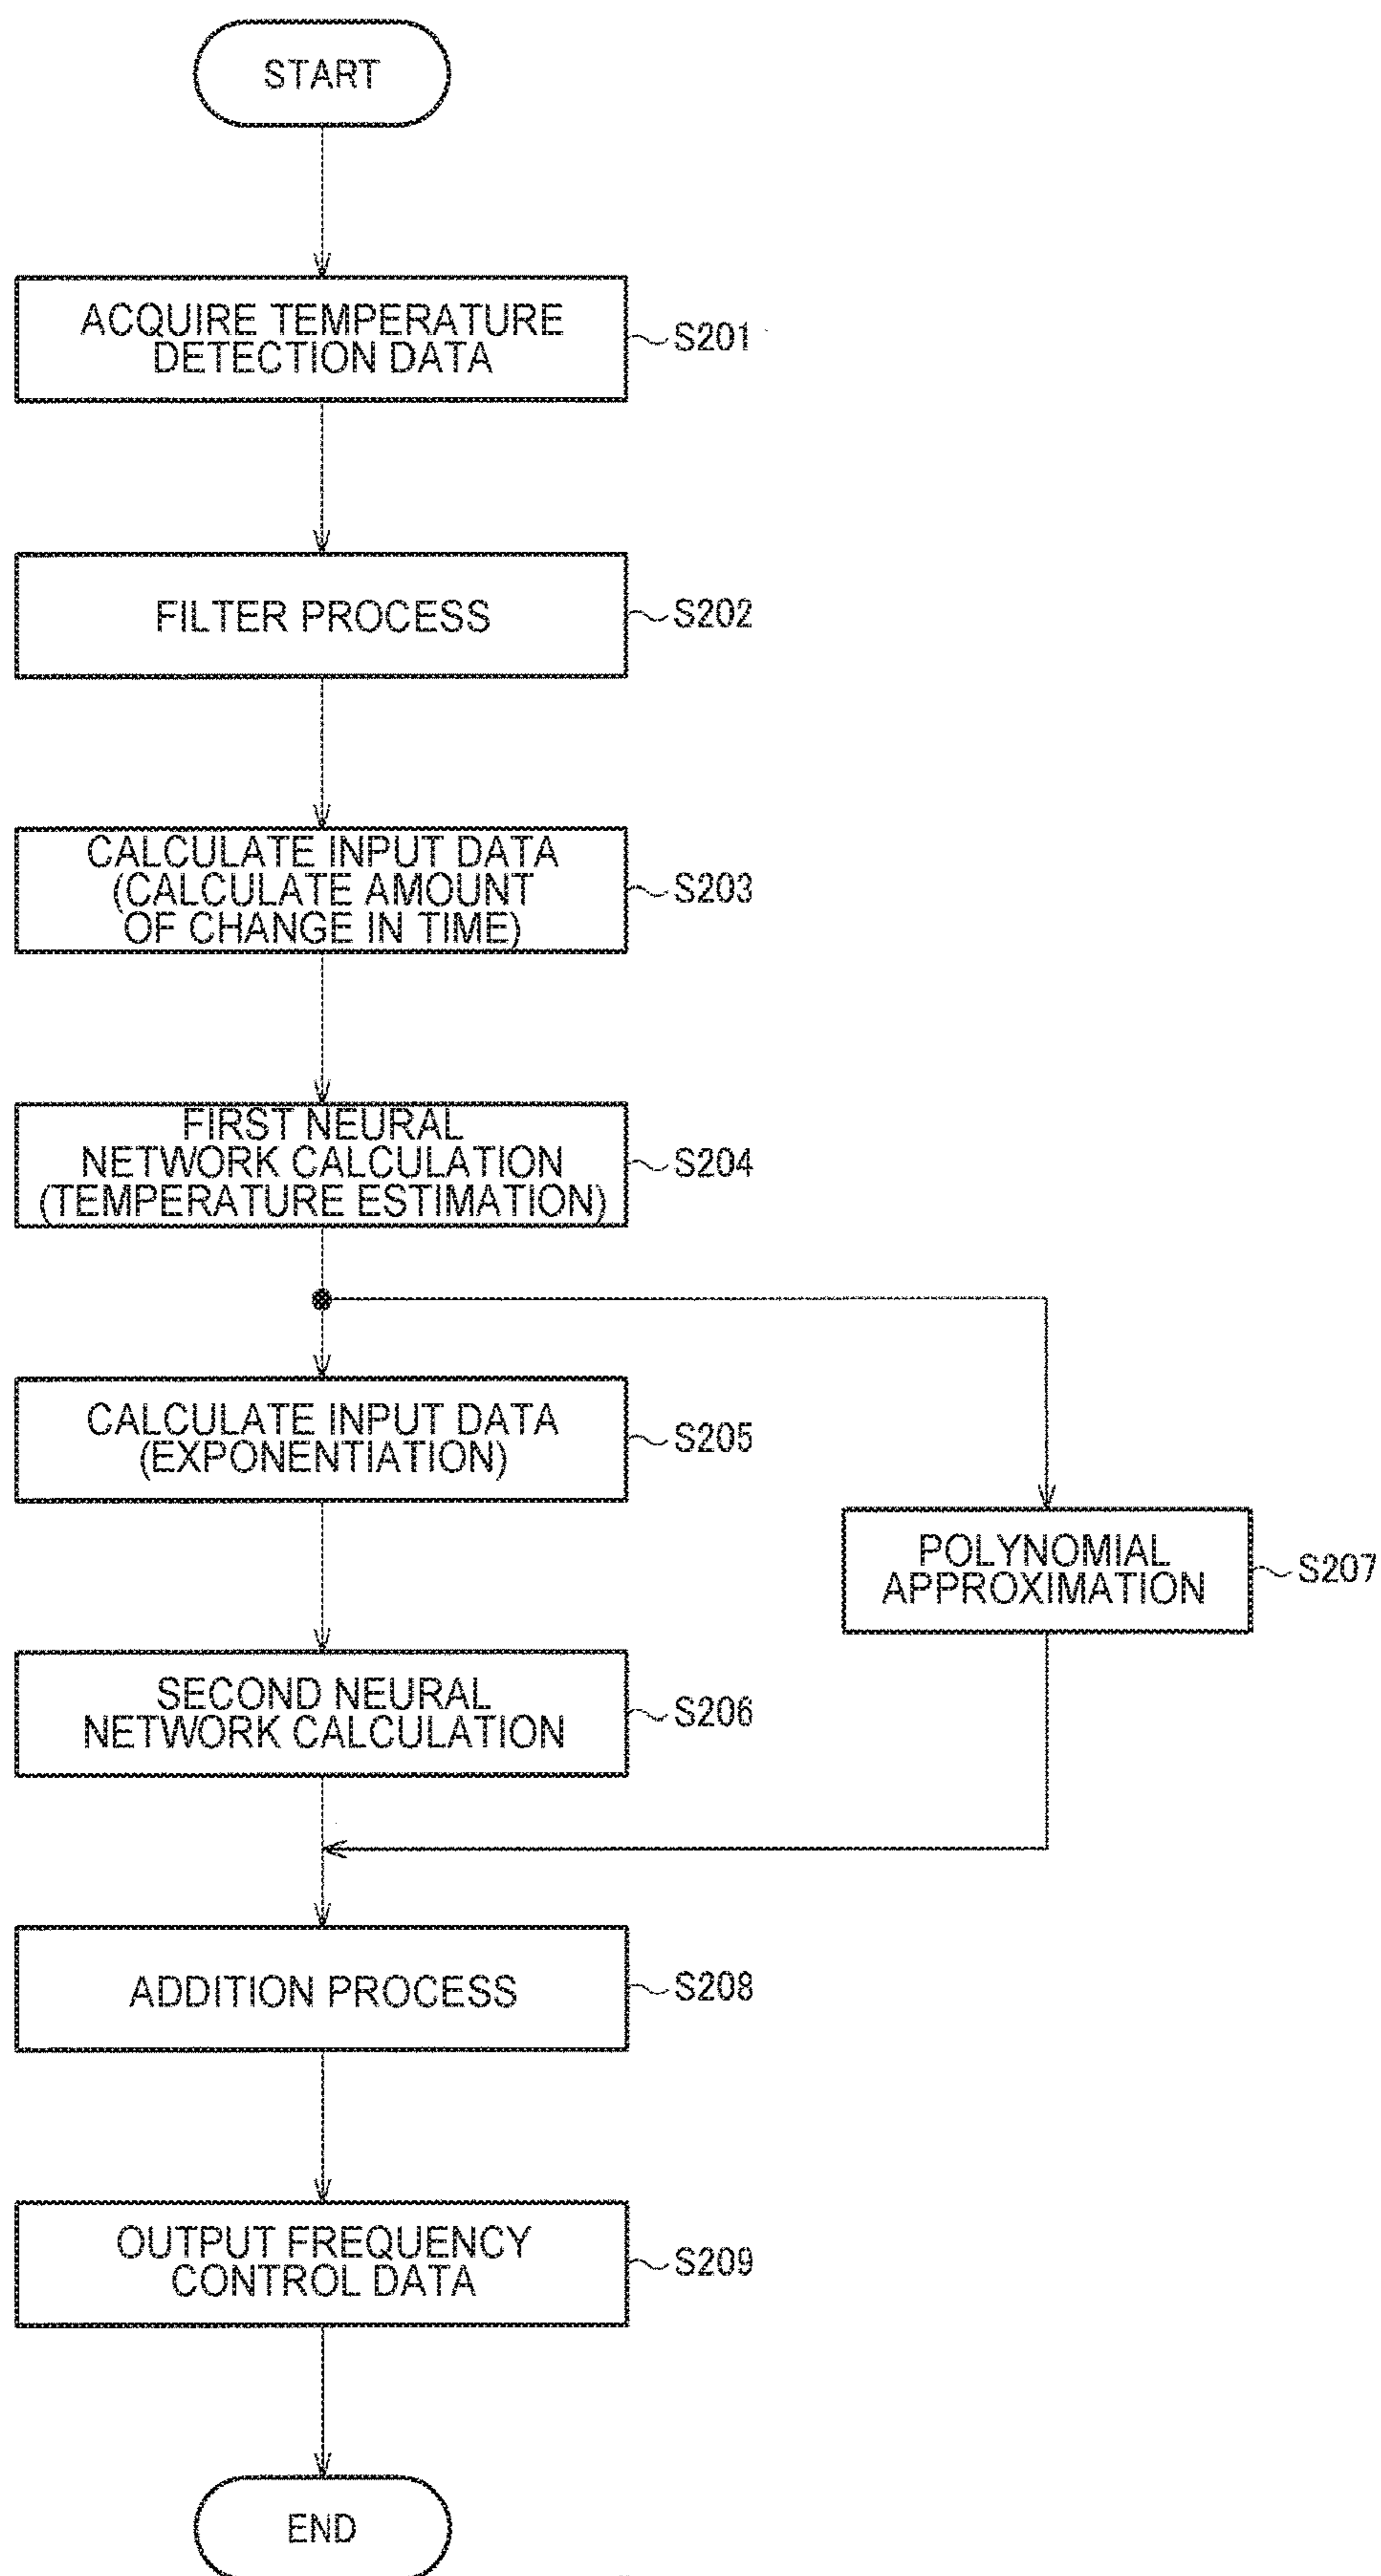 START
ACQUIRE TEMPERATURE
DETECTION DATA
S201
FILTER PROCESS
S202
CALCULATE INPUT DATA
(CALCULATE AMOUNT
OF CHANGE IN TIME)
S203
FIRST NEURAL
NETWORK CALCULATION
(TEMPERATURE ESTIMATION)
S204
CALCULATE INPUT DATA
(EXPONENTIATION)
S205
POLYNOMIAL
APPROXIMATION
S207
SECOND NEURAL
NETWORK CALCULATION
S206
ADDITION PROCESS
S208
OUTPUT FREQUENCY
CONTROL DATA
S209
END